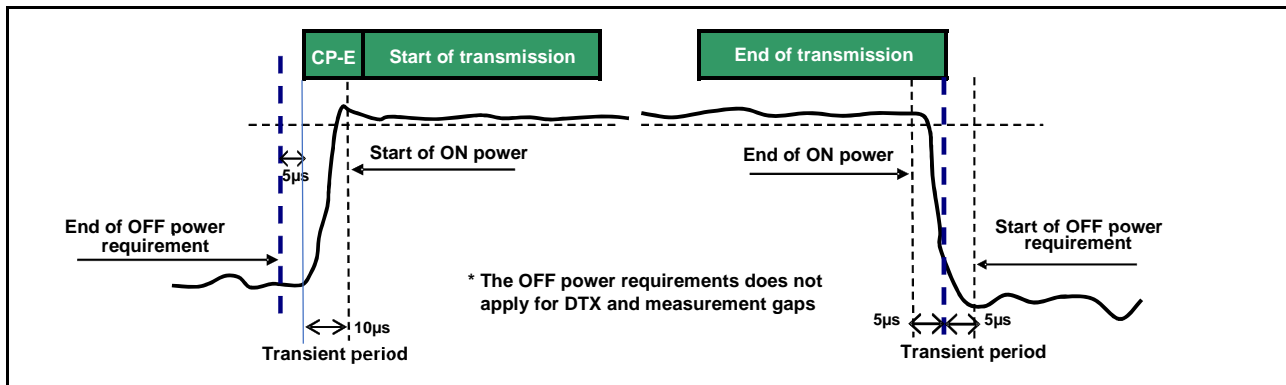 CP-E
Start of transmission
End of transmission
Start of ON power
End of ON power
5µs
End of OFF power
requirement
Start of OFF power
requirement
* The OFF power requirements does not
apply for DTX and measurement gaps
10µs
Transient period
5µs
5µs
Transient period